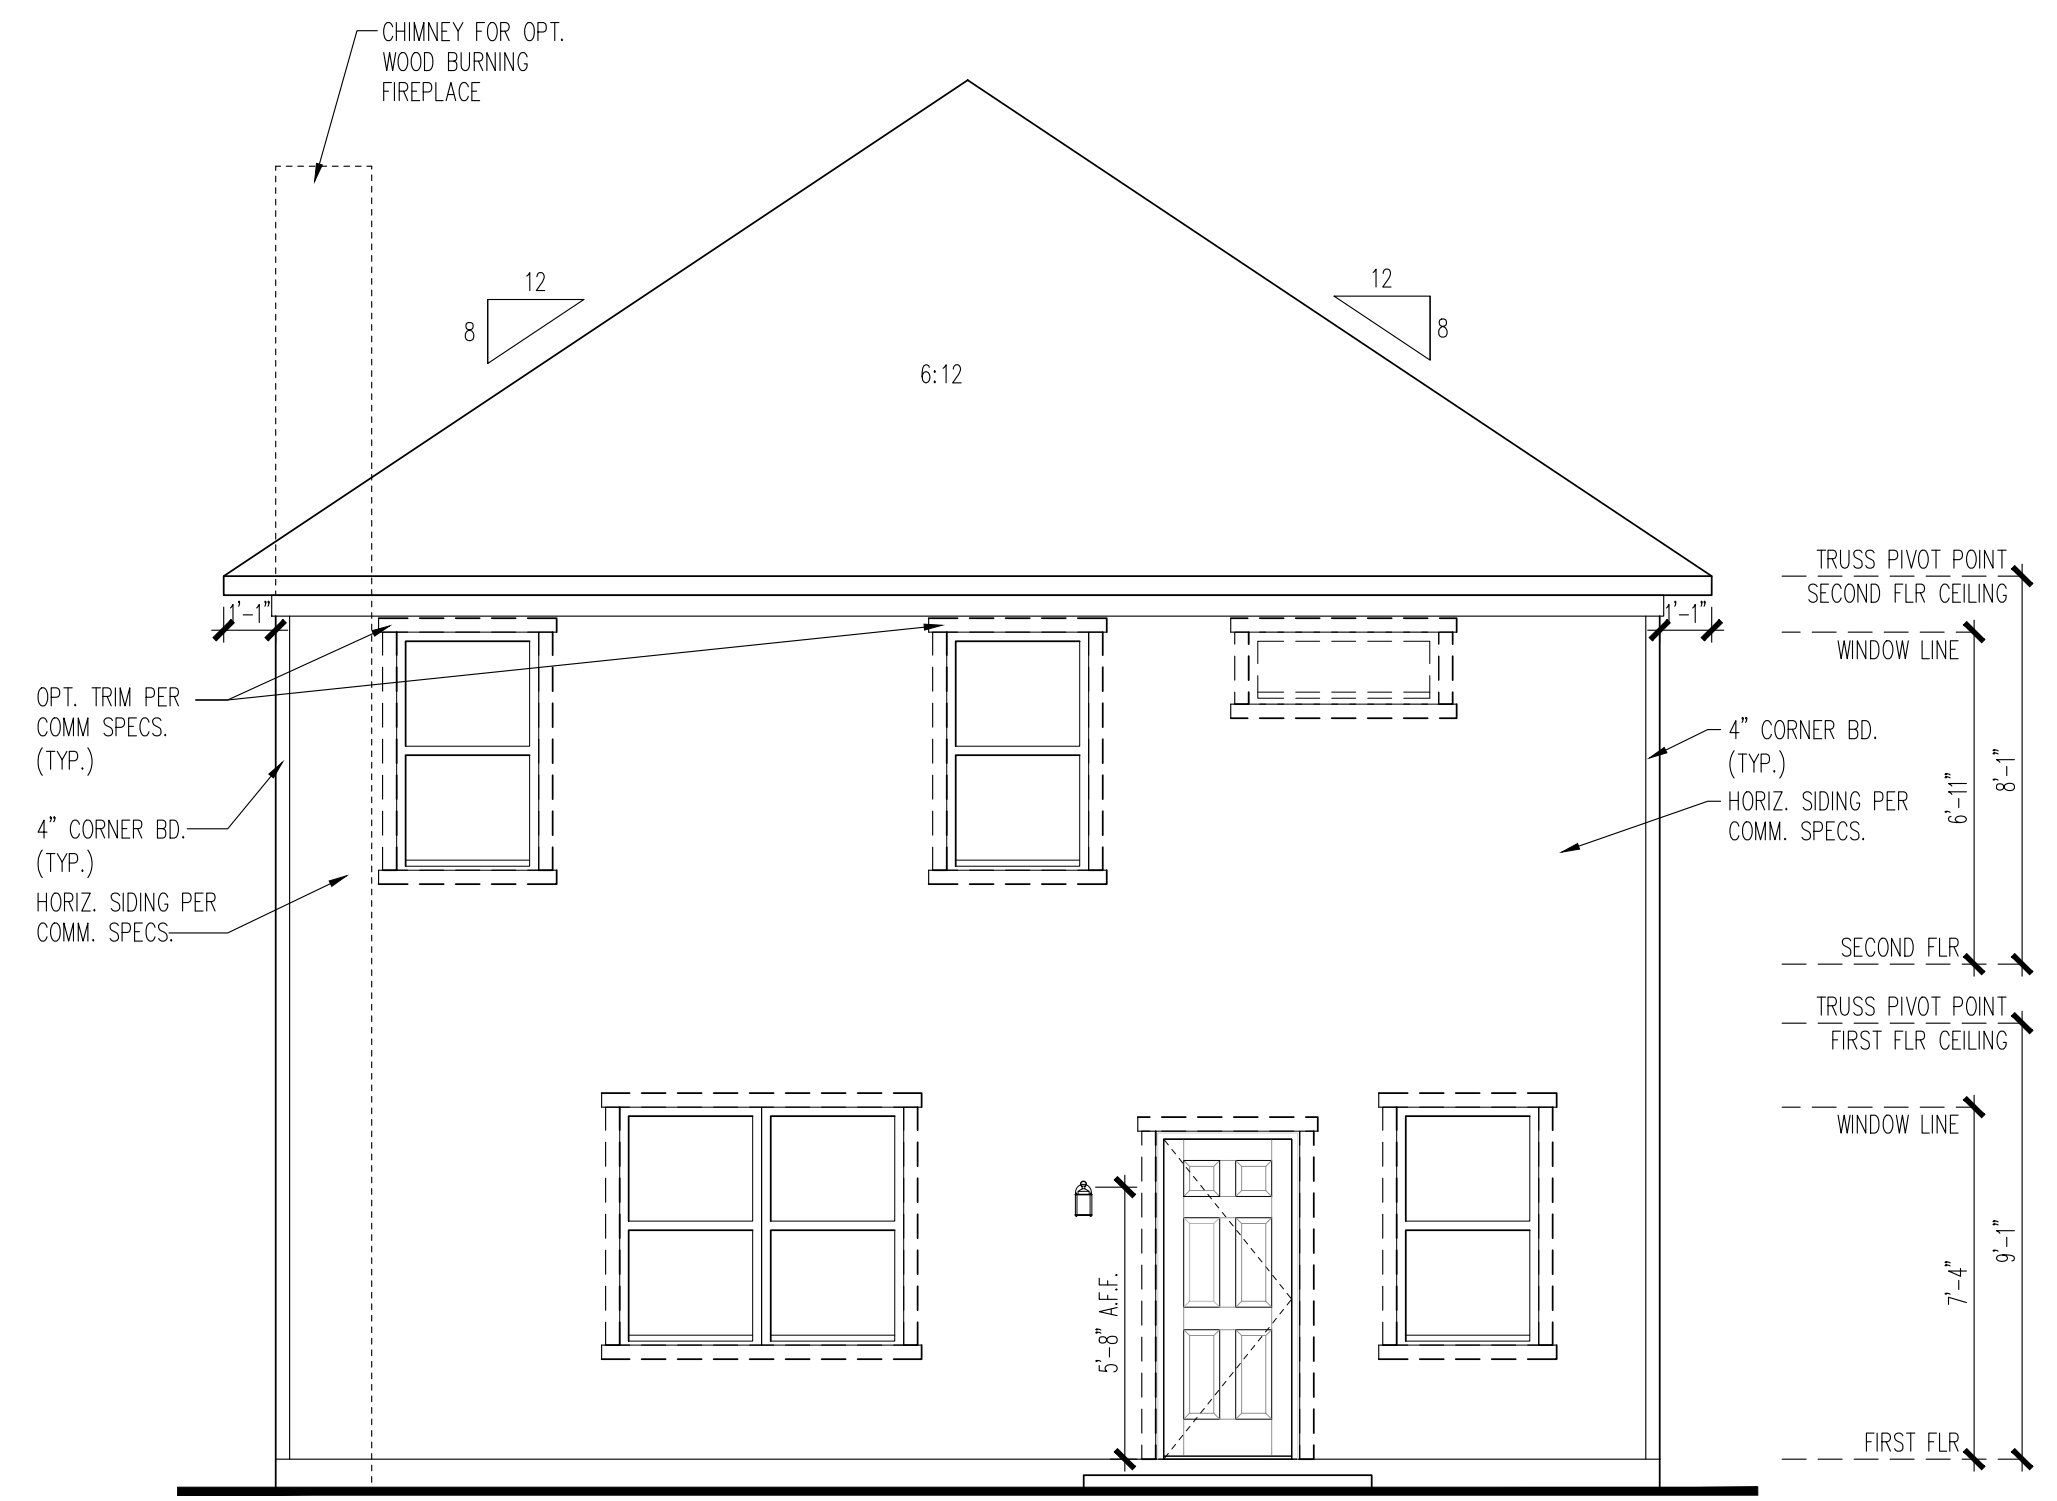 CHIMNEY FOR OPT.
WOOD BURNING
FIREPLACE
12
8
12
8
6:12
TRUSS PIVOT POINT
SECOND FLR CEILING
1'-1"
1'-1"
WINDOW LINE
OPT. TRIM PER
COMM SPECS.
(TYP.)
4" CORNER BD.
(TYP.)
HORIZ. SIDING PER
COMM. SPECS.
4" CORNER BD.
(TYP.)
HORIZ. SIDING PER
COMM. SPECS.
6'-11"
8'-1"
SECOND FLR
TRUSS PIVOT POINT
FIRST FLR CEILING
WINDOW LINE
5'-8" A.F.F.
7'-4"
9'-1"
FIRST FLR